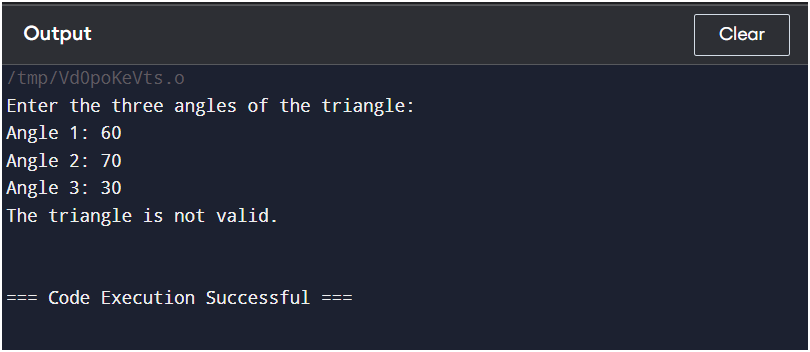 Output
Clear
/tmp/VdOpoKeVts.o
Enter the three angles of the triangle:
Angle 1: 60
Angle 2: 70
Angle 3: 30
The triangle is not valid.
=== Code Execution Successful ===